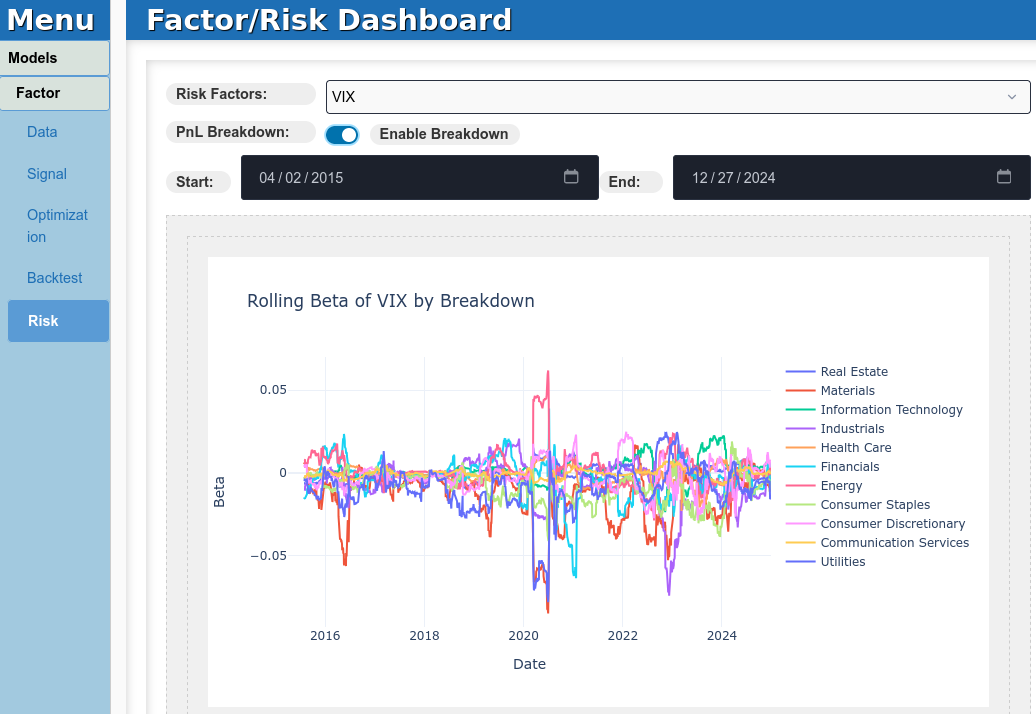 Menu
Factor/Risk Dashboard
Models
Factor
Data
Signal
Optimizat
ion
Backtest
Risk
Risk Factors:
VIX
PnL Breakdown:
Enable Breakdown
Start:
04/02/2015
End:
12/27/2024
Rolling Beta of VIX by Breakdown
0.05
0
−0.05
Beta
2016
2018
2020
2022
2024
Date
Real Estate
Materials
Information Technology
Industrials
Health Care
Financials
Energy
Consumer Staples
Consumer Discretionary
Communication Services
Utilities